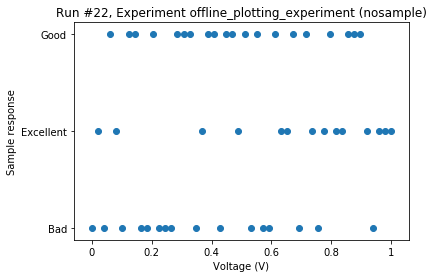 Run #22, Experiment offline_plotting_experiment (nosample)
Good
Excellent
Bad
Sample response
0
0.2
0.4
0.6
0.8
1
Voltage (V)